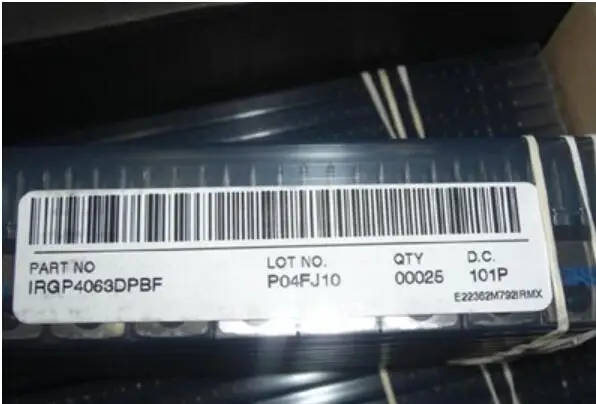 PART NO LOT NO. QTY D.C.
IRGP4063DPBF P04FJ10 00025 101P
E22362M792IRMX